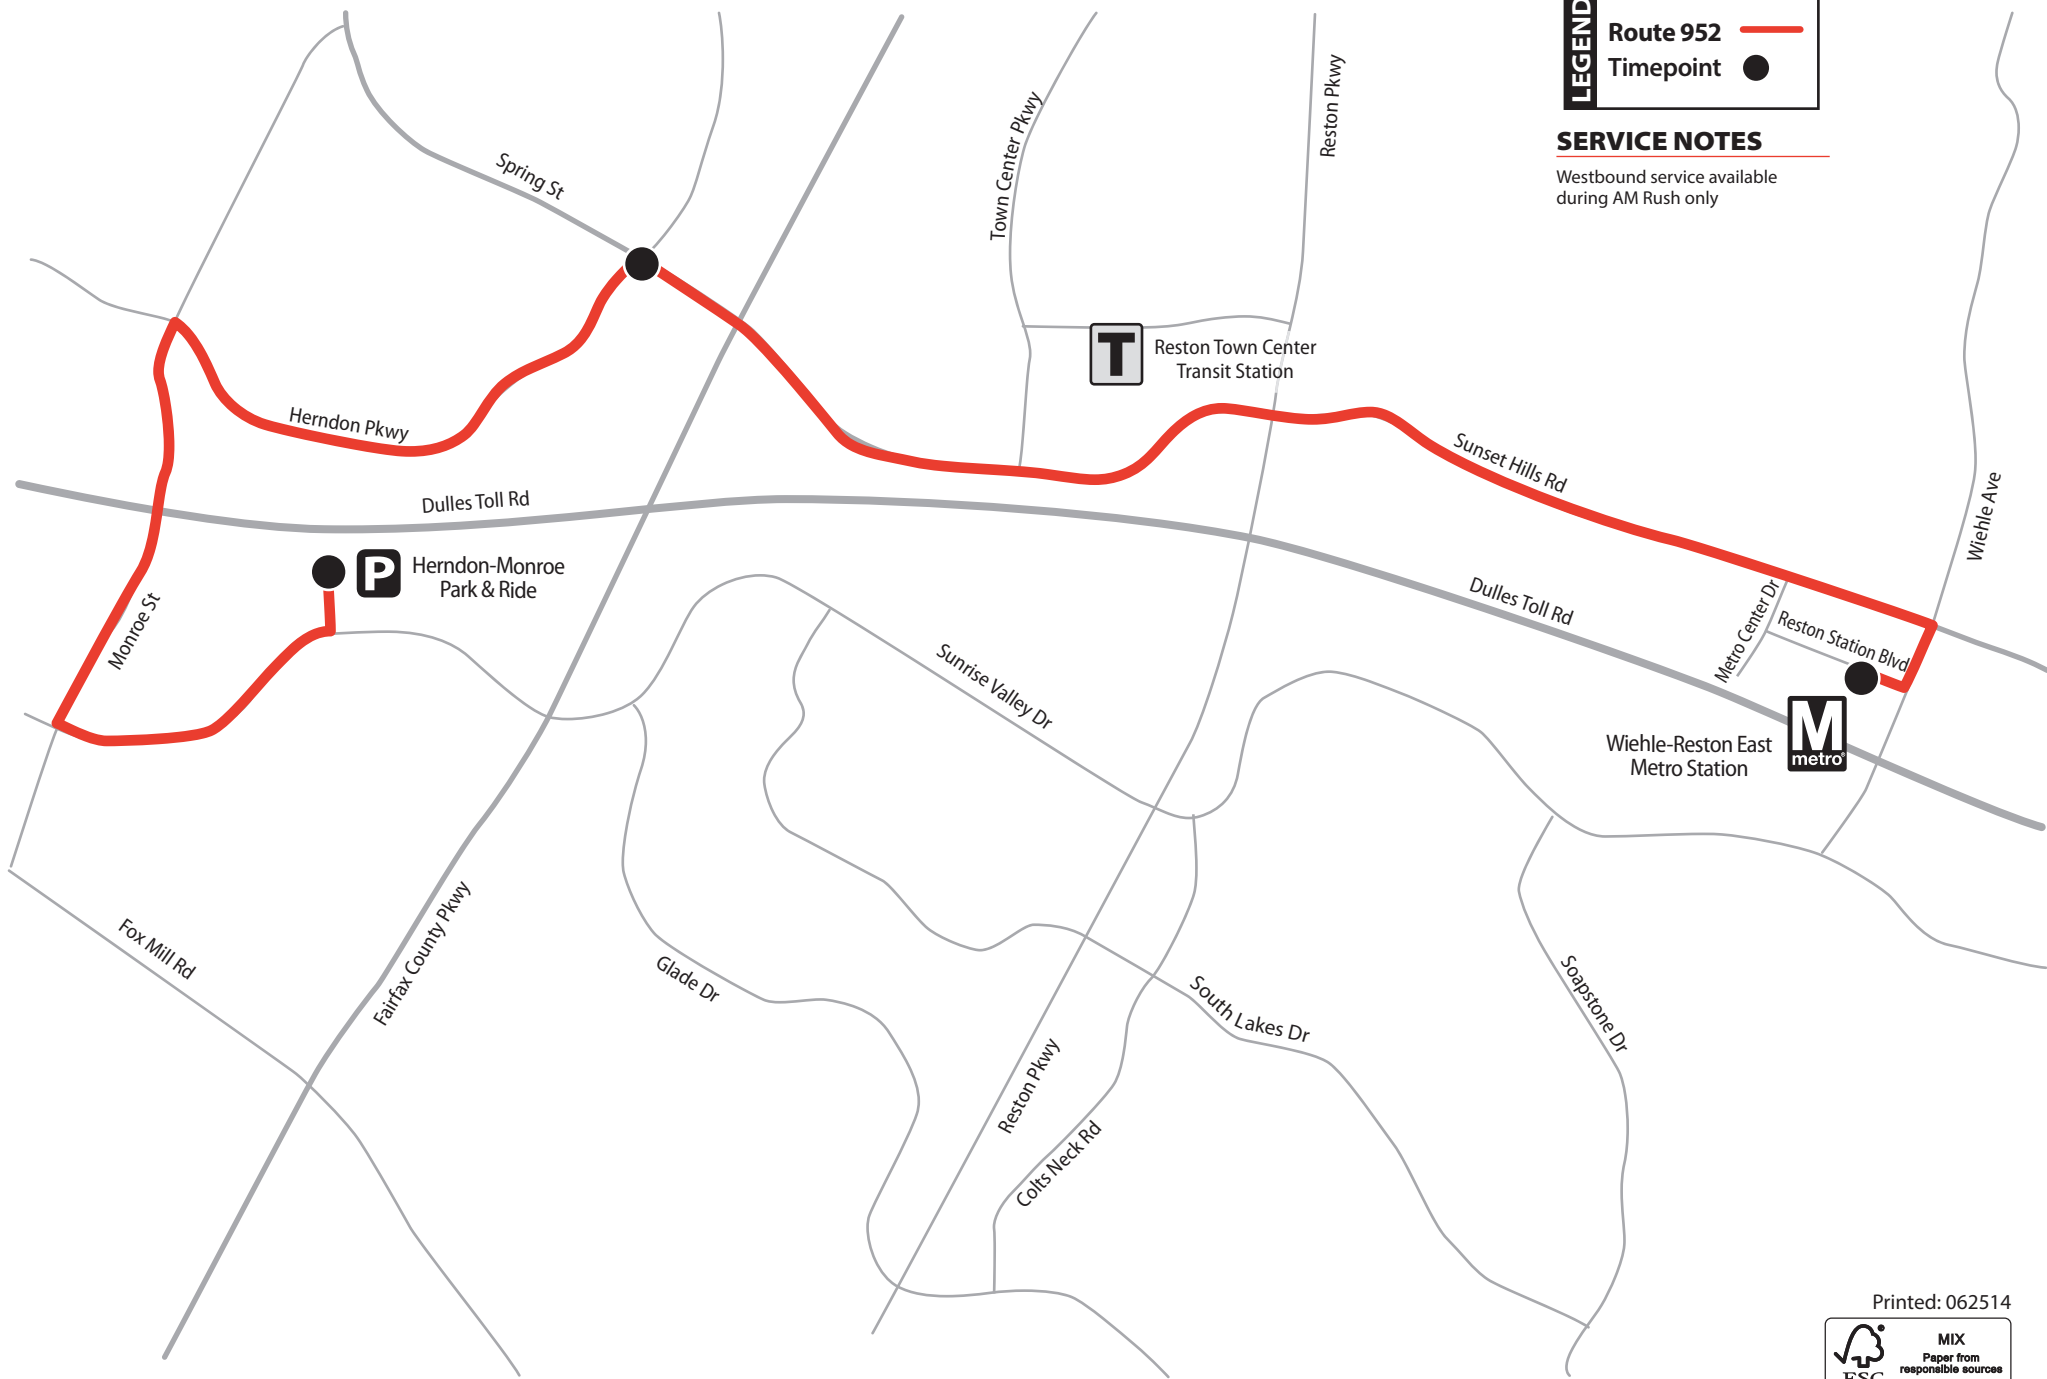 LEGEND
Route 952
Timepoint
SERVICE NOTES
Westbound service available
during AM Rush only
Spring St
Town Center Pkwy
Reston Pkwy
Reston Town Center
Transit Station
T
Herndon Pkwy
Sunset Hills Rd
Wiehle Ave
Dulles Toll Rd
P
Herndon-Monroe
Park & Ride
Monroe St
Dulles Toll Rd
Metro Center Dr
Reston Station Blvd
Sunrise Valley Dr
M
metro
Wiehle-Reston East
Metro Station
Fox Mill Rd
Fairfax County Pkwy
Glade Dr
South Lakes Dr
Soapstone Dr
Reston Pkwy
Colts Neck Rd
Printed: 062514
MIX
Paper from
responsible sources
FSC